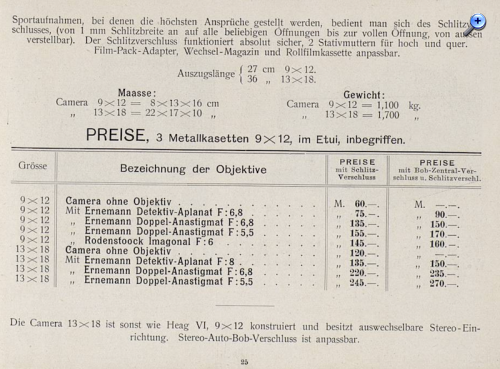 Sportaufnahmen, bei denen die höchsten Ansprüche gestellt werden, bedient man sich des Schlitzver-
schlusses, (von 1 mm Schlitzbreite an auf alle beliebigen Öffnungen bis zur vollen Öffnung, von aussen
verstellbar). Der Schlitzverschluss funktioniert absolut sicher, 2 Stativmuttern für hoch und quer.
Film-Pack-Adapter, Wechsel-Magazin und Rollfilmkassette anpassbar.
Auszugslänge { 27 cm 9×12.
36 „ 13×18.
Maasse: Gewicht:
Camera 9×12 = 8×13×16 cm Camera 9×12 = 1,100 kg.
„ 13×18 = 22×17×10 „ „ 13×18 = 1,700 „
PREISE, 3 Metallkasetten 9×12, im Etui, inbegriffen.
Grösse Bezeichnung der Objektive PREISE mit Schlitz-Verschluss PREISE mit Bob-Zentral-Ver-schluss u. Schlitzverschl.
9×12 Camera ohne Objektiv . . . . . . . . . . . M. 60.—. M. —.—.
9×12 Mit Ernemann Detektiv-Aplanat F:6,8 . . . . . . „ 75.—. „ 90.—.
9×12 „ Ernemann Doppel-Anastigmat F:6,8 . . . . . „ 135.—. „ 150.—.
9×12 „ Ernemann Doppel-Anastigmat F:5,5 . . . . . „ 155.—. „ 170.—.
9×12 „ Rodenstoock Imagonal F:6 . . . . . . . . „ 145.—. „ 160.—.
13×18 Camera ohne Objektiv . . . . . . . . . . . „ 120.—. „ —.—.
13×18 Mit Ernemann Detektiv-Aplanat F:8 . . . . . . „ 135.—. „ 150.—.
13×18 „ Ernemann Doppel-Anastigmat F:6,8 . . . . . „ 220.—. „ 235.—.
13×18 „ Ernemann Doppel-Anastigmat F:5,5 . . . . . „ 245.—. „ 270.—.
Die Camera 13×18 ist sonst wie Heag VI, 9×12 konstruiert und besitzt auswechselbare Stereo-Ein-
richtung. Stereo-Auto-Bob-Verschluss ist anpassbar.
25